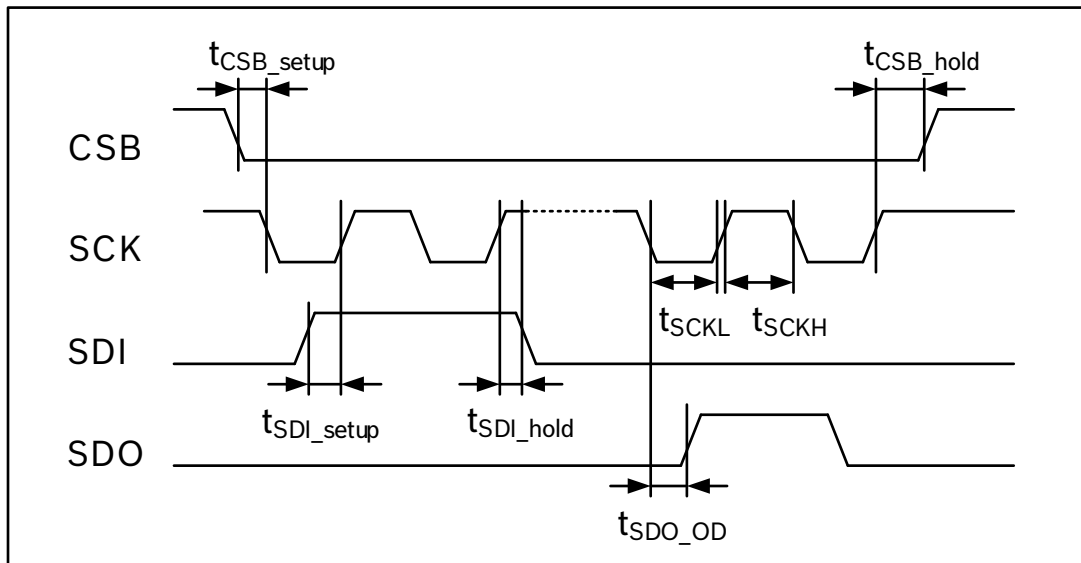 tCSB_setup
tCSB_hold
CSB
SCK
tSCKL
tSCKH
SDI
tSDI_setup
tSDI_hold
SDO
tSDO_OD